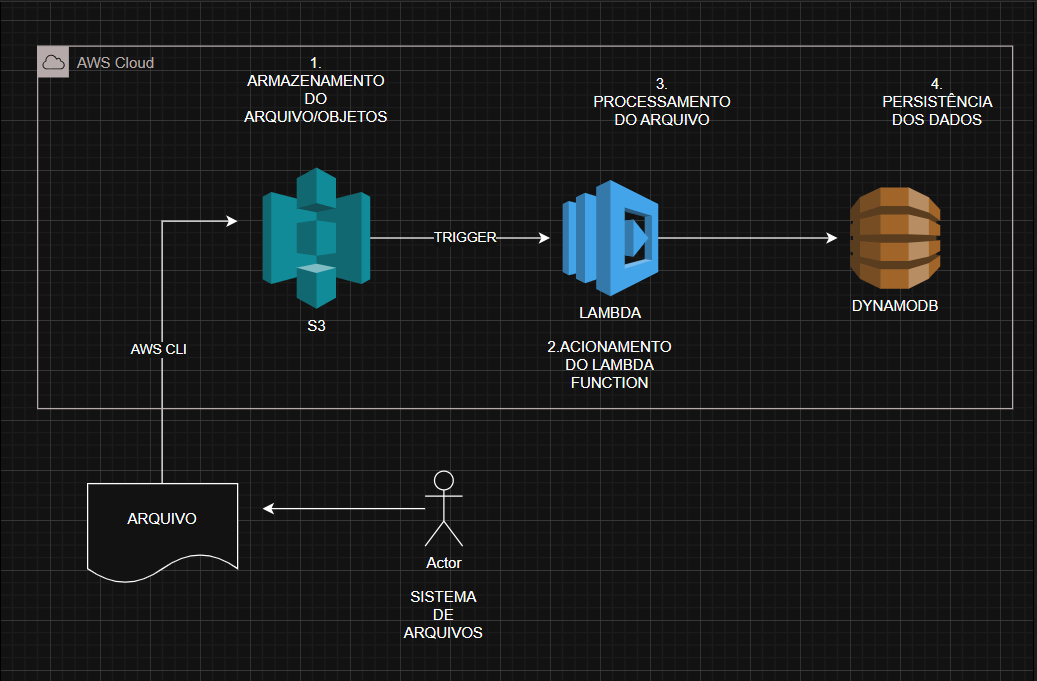 AWS Cloud
1.
ARMAZENAMENTO
DO
ARQUIVO/OBJETOS
3.
PROCESSAMENTO
DO ARQUIVO
4.
PERSISTÊNCIA
DOS DADOS
TRIGGER
S3
LAMBDA
DYNAMODB
2.ACIONAMENTO
DO LAMBDA
FUNCTION
AWS CLI
ARQUIVO
Actor
SISTEMA
DE
ARQUIVOS